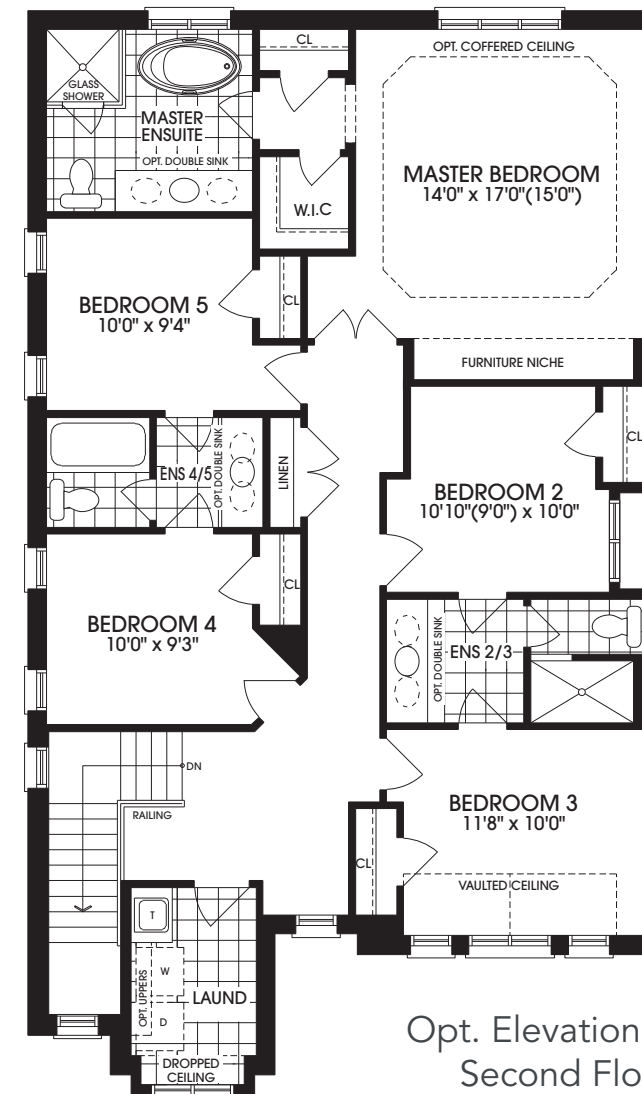 CL
OPT. COFFERED CEILING
GLASS
SHOWER
MASTER
ENSUITE
OPT. DOUBLE SINK
W.I.C
MASTER BEDROOM
14'0" x 17'0"(15'0")
BEDROOM 5
10'0" x 9'4"
CL
FURNITURE NICHE
ENS 4/5
OPT. DOUBLE SINK
LINEN
CL
BEDROOM 2
10'10"(9'0") x 10'0"
BEDROOM 4
10'0" x 9'3"
CL
OPT. DOUBLE SINK
ENS 2/3
DN
RAILING
BEDROOM 3
11'8" x 10'0"
CL
VAULTED CEILING
T
W
OPT. UPPERS
LAUND
D
DROPPED
CEILING
Opt. Elevation
Second Flo